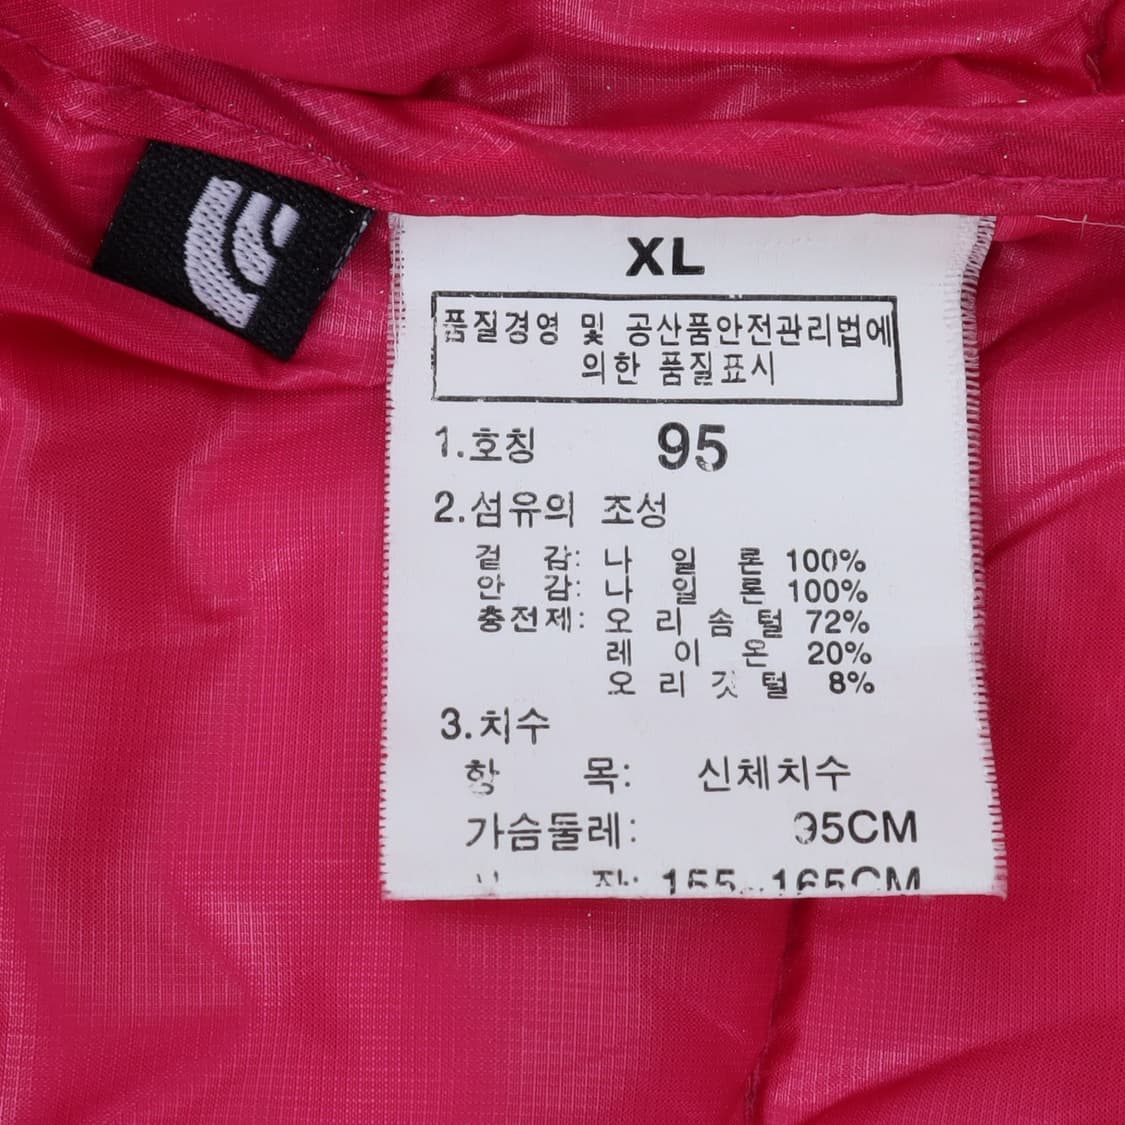 XL
품질경영 및 공산품안전관리법에
의한 품질표시
1.호칭 95
2.섬유의 조성
겉 감: 나 일 론 100%
안 감: 나 일 론 100%
충전제: 오 리 솜 털 72%
레 이 온 20%
오 리 깃 털 8%
3.치수
항 목: 신체치수
가슴둘레: 95CM
155 165CM